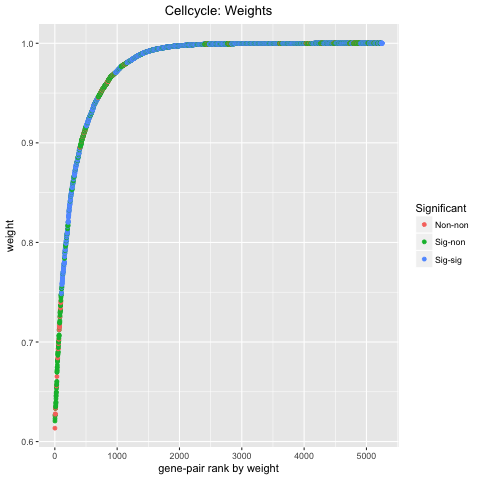 Cellcycle: Weights
1.0
0.9
0.8
0.7
0.6
weight
0 1000 2000 3000 4000 5000
gene-pair rank by weight
Significant
Non-non
Sig-non
Sig-sig